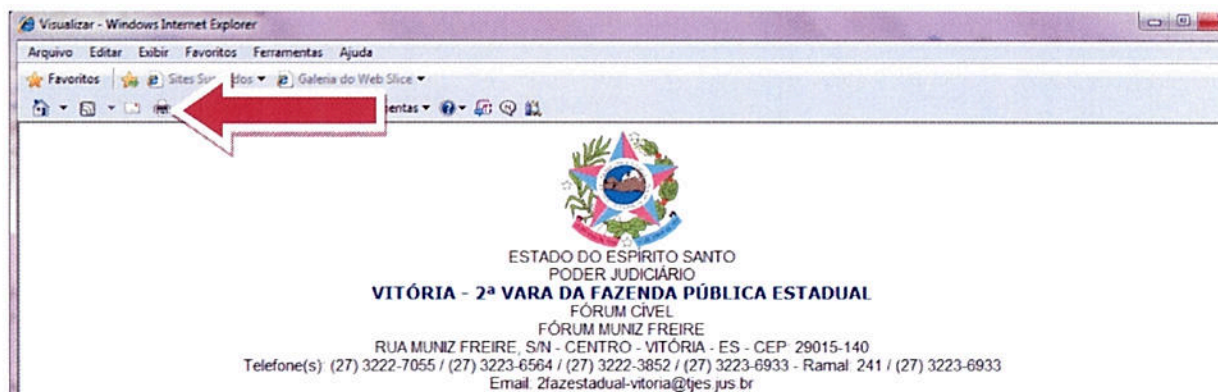 Visualizar - Windows Internet Explorer
Arquivo Editar Exibir Favoritos Ferramentas Ajuda
Favoritos Sites Galeria do Web Slice
ESTADO DO ESPÍRITO SANTO
PODER JUDICIÁRIO
VITÓRIA - 2ª VARA DA FAZENDA PÚBLICA ESTADUAL
FÓRUM CÍVEL
FÓRUM MUNIZ FREIRE
RUA MUNIZ FREIRE, S/N - CENTRO - VITÓRIA - ES - CEP: 29015-140
Telefone(s): (27) 3222-7055 / (27) 3223-6564 / (27) 3222-3852 / (27) 3223-6933 - Ramal: 241 / (27) 3223-6933
Email: 2fazestadual-vitoria@tjes.jus.br